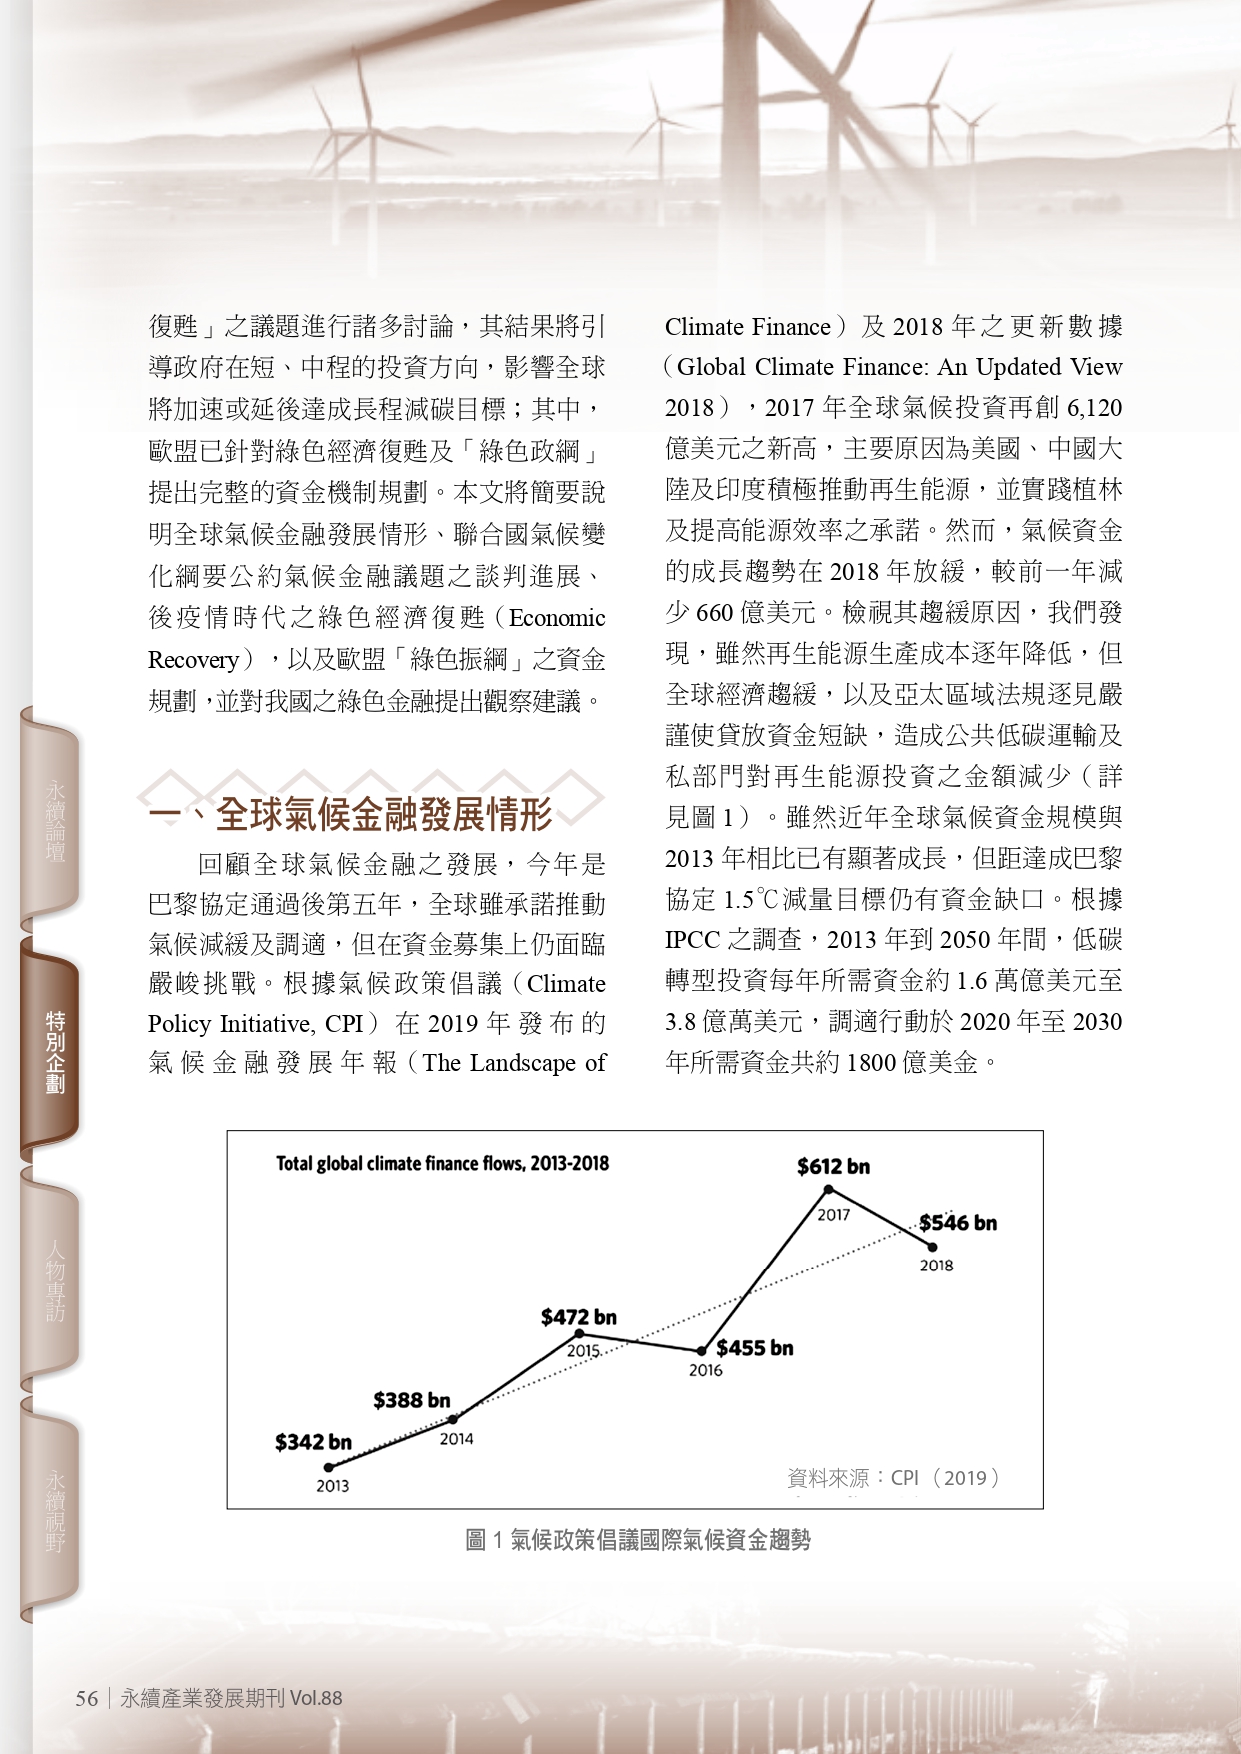 復甦」之議題進行諸多討論，其結果將引
導政府在短、中程的投資方向，影響全球
將加速或延後達成長程減碳目標；其中，
歐盟已針對綠色經濟復甦及「綠色政綱」
提出完整的資金機制規劃。本文將簡要說
明全球氣候金融發展情形、聯合國氣候變
化綱要公約氣候金融議題之談判進展、
後疫情時代之綠色經濟復甦（Economic
Recovery），以及歐盟「綠色振綱」之資金
規劃，並對我國之綠色金融提出觀察建議。
一、全球氣候金融發展情形
回顧全球氣候金融之發展，今年是
巴黎協定通過後第五年，全球雖承諾推動
氣候減緩及調適，但在資金募集上仍面臨
嚴峻挑戰。根據氣候政策倡議（Climate
Policy Initiative, CPI）在 2019 年發布的
氣候金融發展年報（The Landscape of
Climate Finance）及 2018 年之更新數據
（Global Climate Finance: An Updated View
2018），2017 年全球氣候投資再創 6,120
億美元之新高，主要原因為美國、中國大
陸及印度積極推動再生能源，並實踐植林
及提高能源效率之承諾。然而，氣候資金
的成長趨勢在 2018 年放緩，較前一年減
少 660 億美元。檢視其趨緩原因，我們發
現，雖然再生能源生產成本逐年降低，但
全球經濟趨緩，以及亞太區域法規逐見嚴
謹使貸放資金短缺，造成公共低碳運輸及
私部門對再生能源投資之金額減少（詳
見圖 1）。雖然近年全球氣候資金規模與
2013 年相比已有顯著成長，但距達成巴黎
協定 1.5℃減量目標仍有資金缺口。根據
IPCC 之調查，2013 年到 2050 年間，低碳
轉型投資每年所需資金約 1.6 萬億美元至
3.8 億萬美元，調適行動於 2020 年至 2030
年所需資金共約 1800 億美金。
Total global climate finance flows, 2013-2018
$342 bn
2013
$388 bn
2014
$472 bn
2015
$455 bn
2016
$612 bn
2017
$546 bn
2018
資料來源：CPI（2019）
圖 1 氣候政策倡議國際氣候資金趨勢
永續論壇
特別企劃
人物專訪
永續視野
56｜永續產業發展期刊 Vol.88